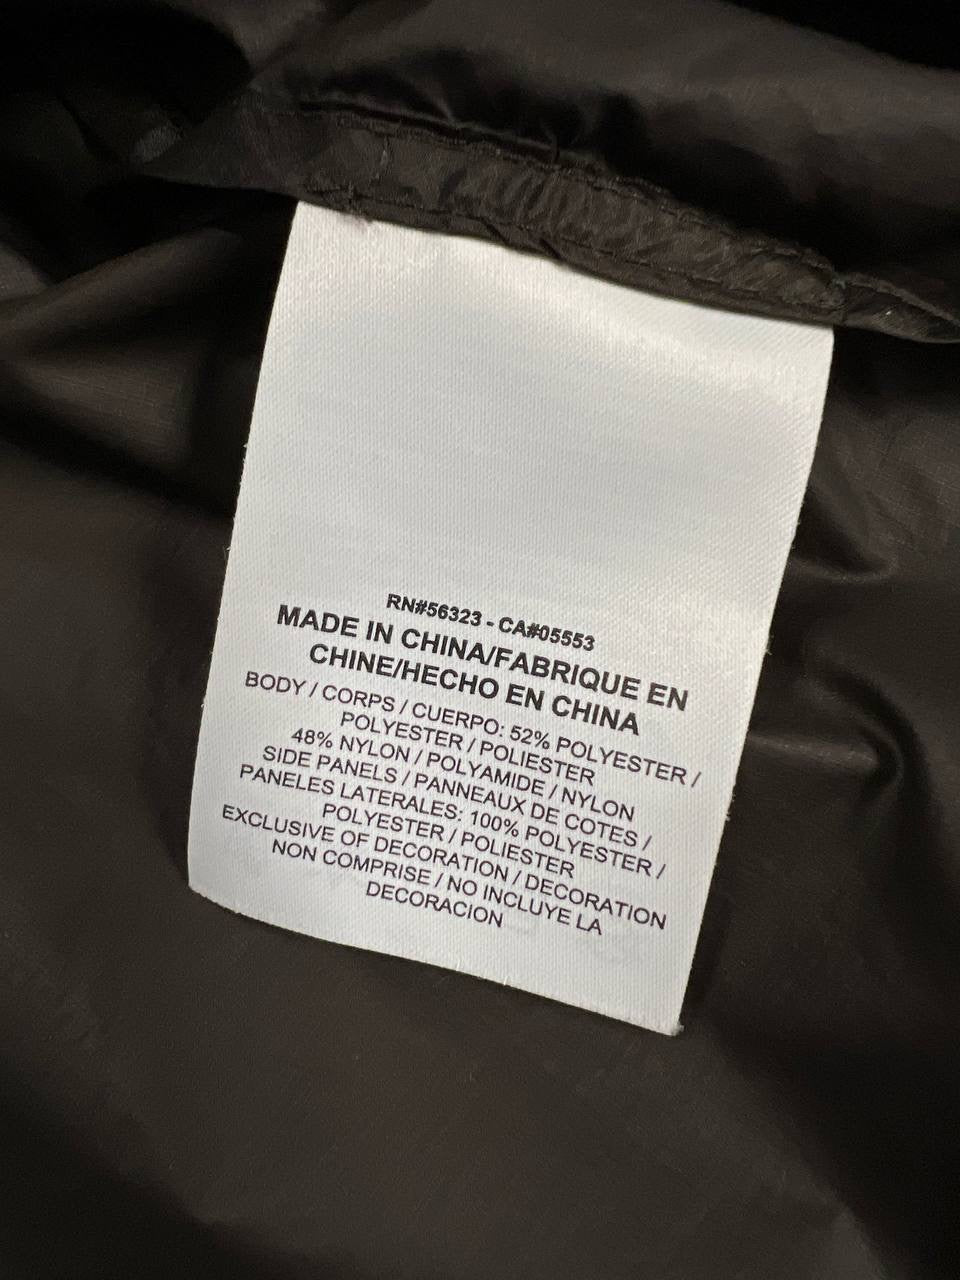 RN#56323 - CA#05553
MADE IN CHINA/FABRIQUE EN
CHINE/HECHO EN CHINA
BODY / CORPS / CUERPO: 52% POLYESTER /
POLYESTER / POLIESTER
48% NYLON / POLYAMIDE / NYLON
SIDE PANELS / PANNEAUX DE COTES /
PANELES LATERALES: 100% POLYESTER /
POLYESTER / POLIESTER
EXCLUSIVE OF DECORATION / DECORATION
NON COMPRISE / NO INCLUYE LA
DECORACION